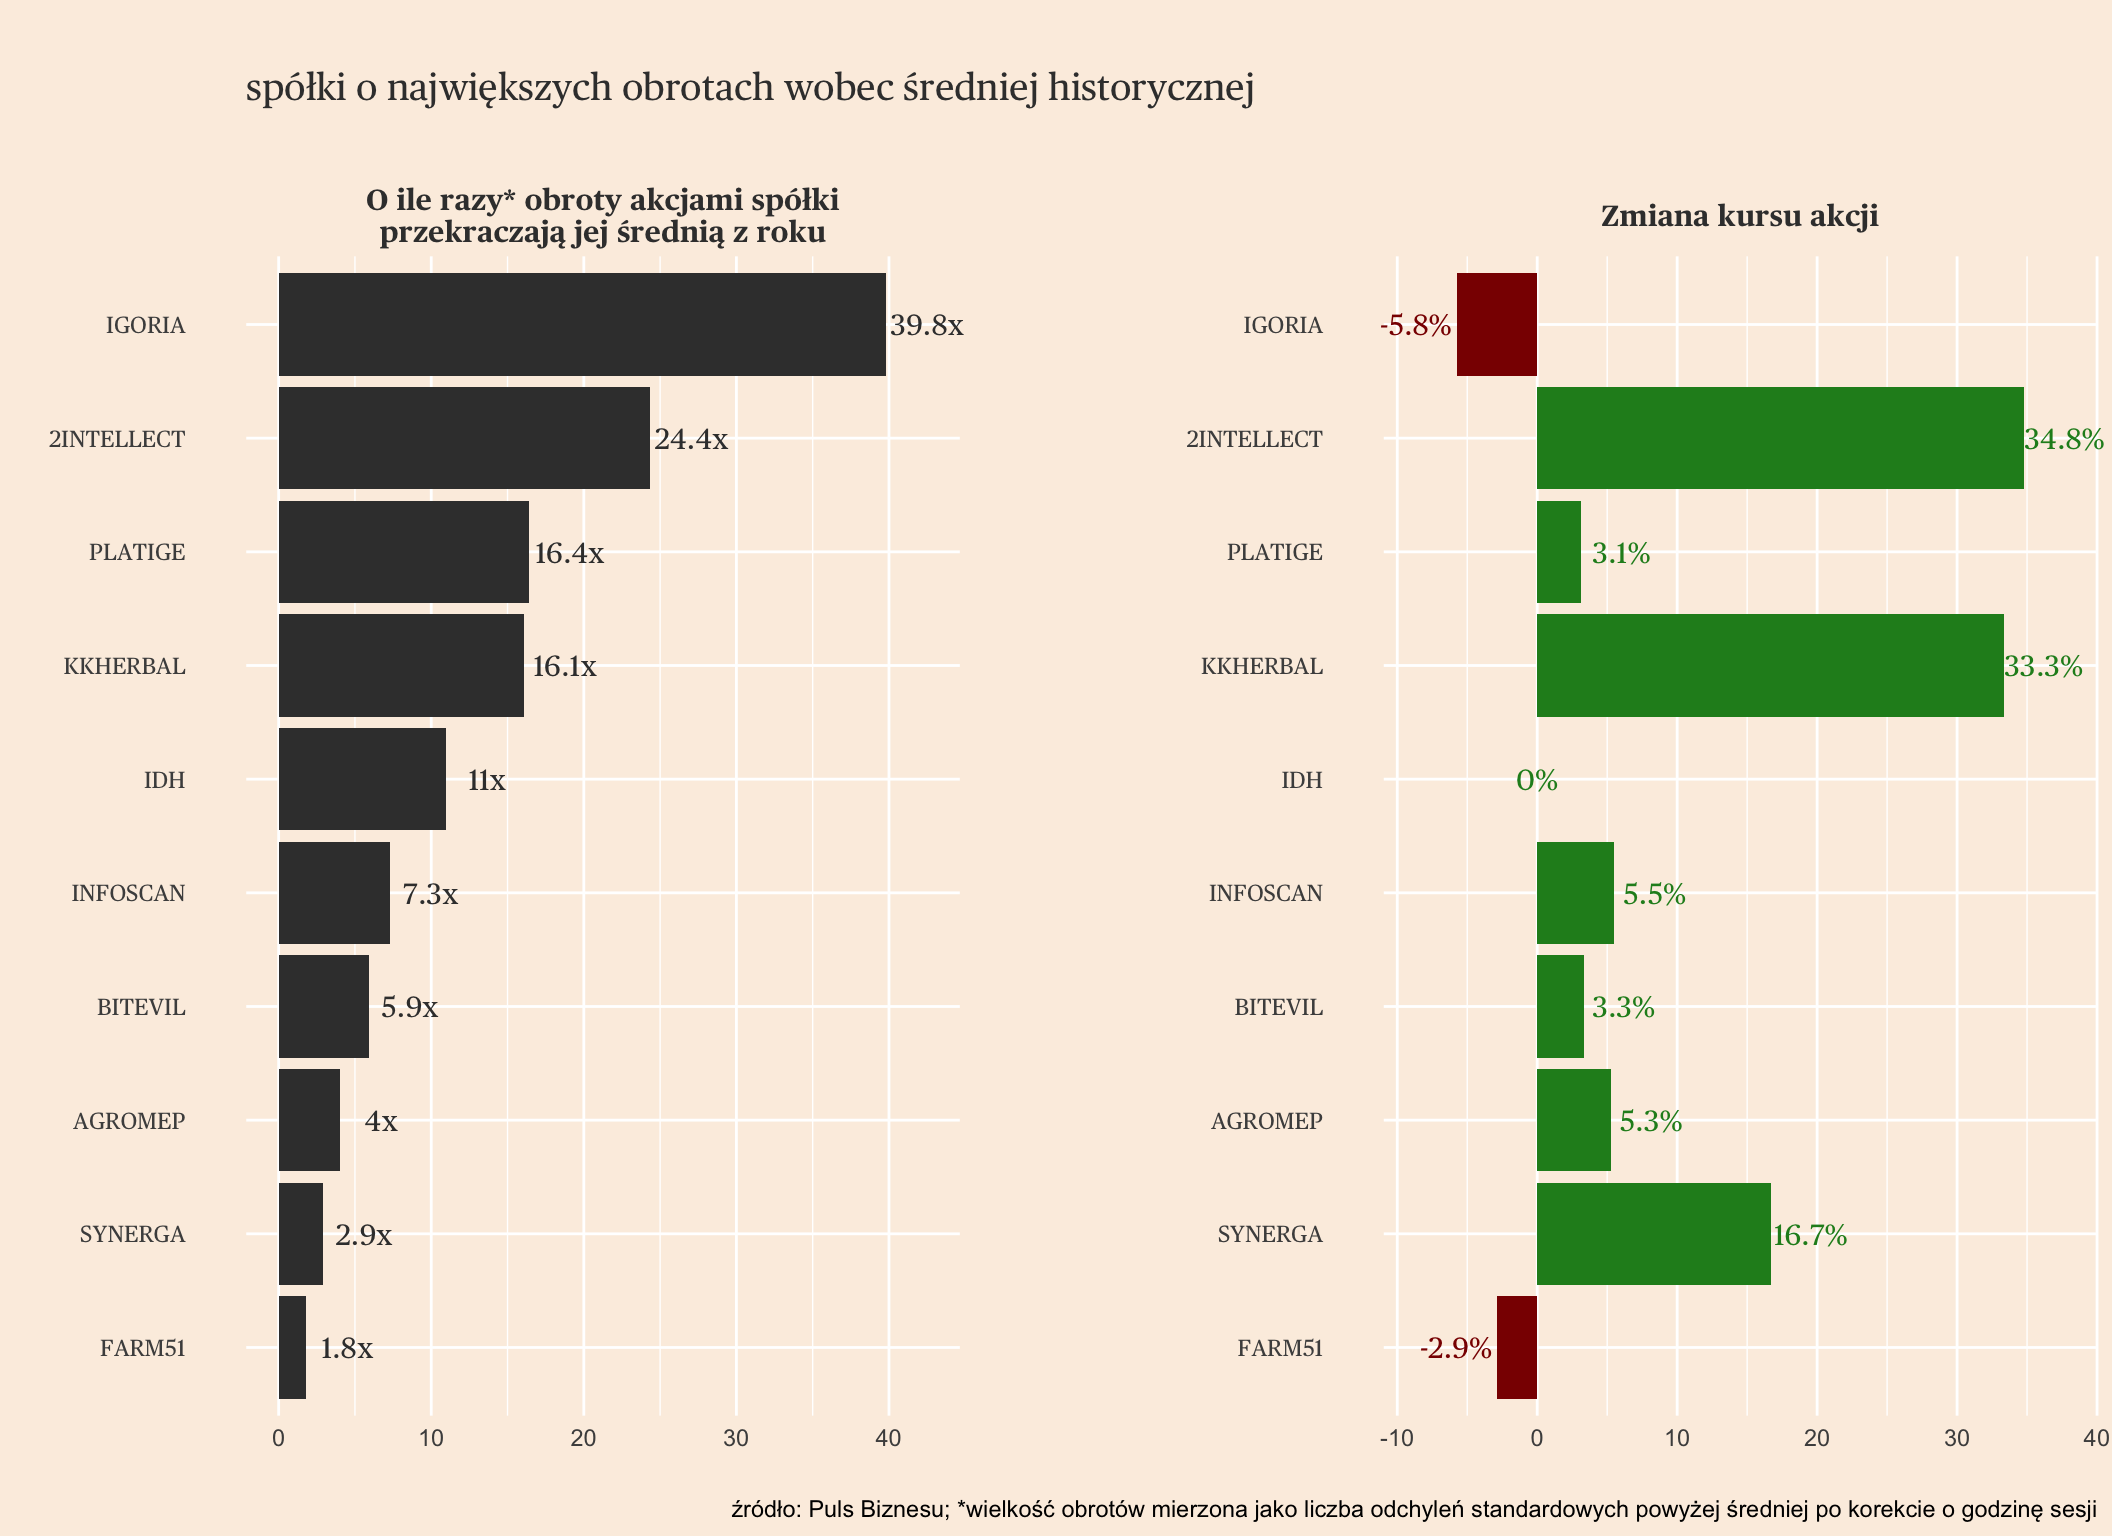 spółki o największych obrotach wobec średniej historycznej
O ile razy* obroty akcjami spółki
przekraczają jej średnią z roku
IGORIA 39.8x
2INTELLECT 24.4x
PLATIGE 16.4x
KKHERBAL 16.1x
IDH 11x
INFOSCAN 7.3x
BITEVIL 5.9x
AGROMEP 4x
SYNERGA 2.9x
FARM51 1.8x
0 10 20 30 40
Zmiana kursu akcji
IGORIA -5.8%
2INTELLECT 34.8%
PLATIGE 3.1%
KKHERBAL 33.3%
IDH 0%
INFOSCAN 5.5%
BITEVIL 3.3%
AGROMEP 5.3%
SYNERGA 16.7%
FARM51 -2.9%
-10 0 10 20 30 40
źródło: Puls Biznesu; *wielkość obrotów mierzona jako liczba odchyleń standardowych powyżej średniej po korekcie o godzinę sesji